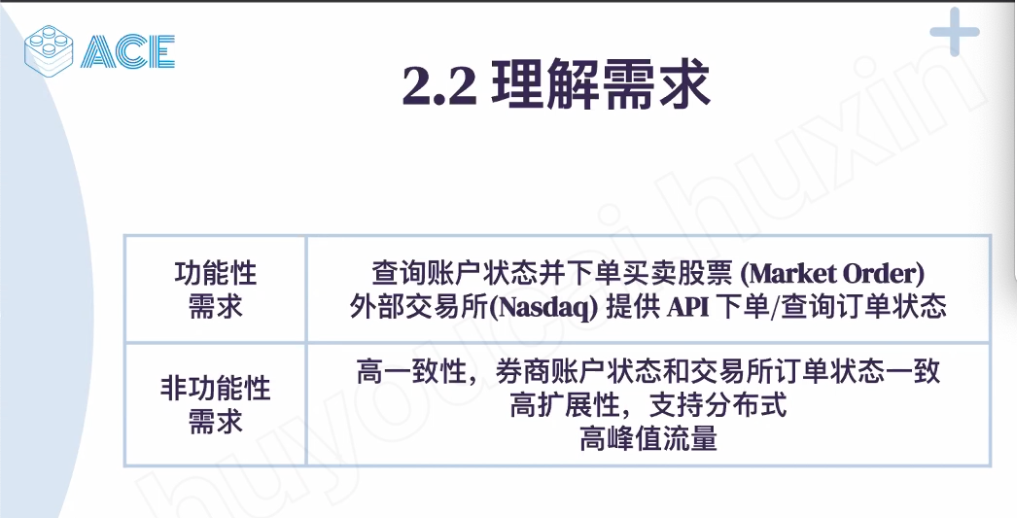 ACE
2.2 理解需求
功能性
需求
查询账户状态并下单买卖股票 (Market Order)
外部交易所(Nasdaq) 提供 API 下单/查询订单状态
非功能性
需求
高一致性，券商账户状态和交易所订单状态一致
高扩展性，支持分布式
高峰值流量
huyoucai huxin